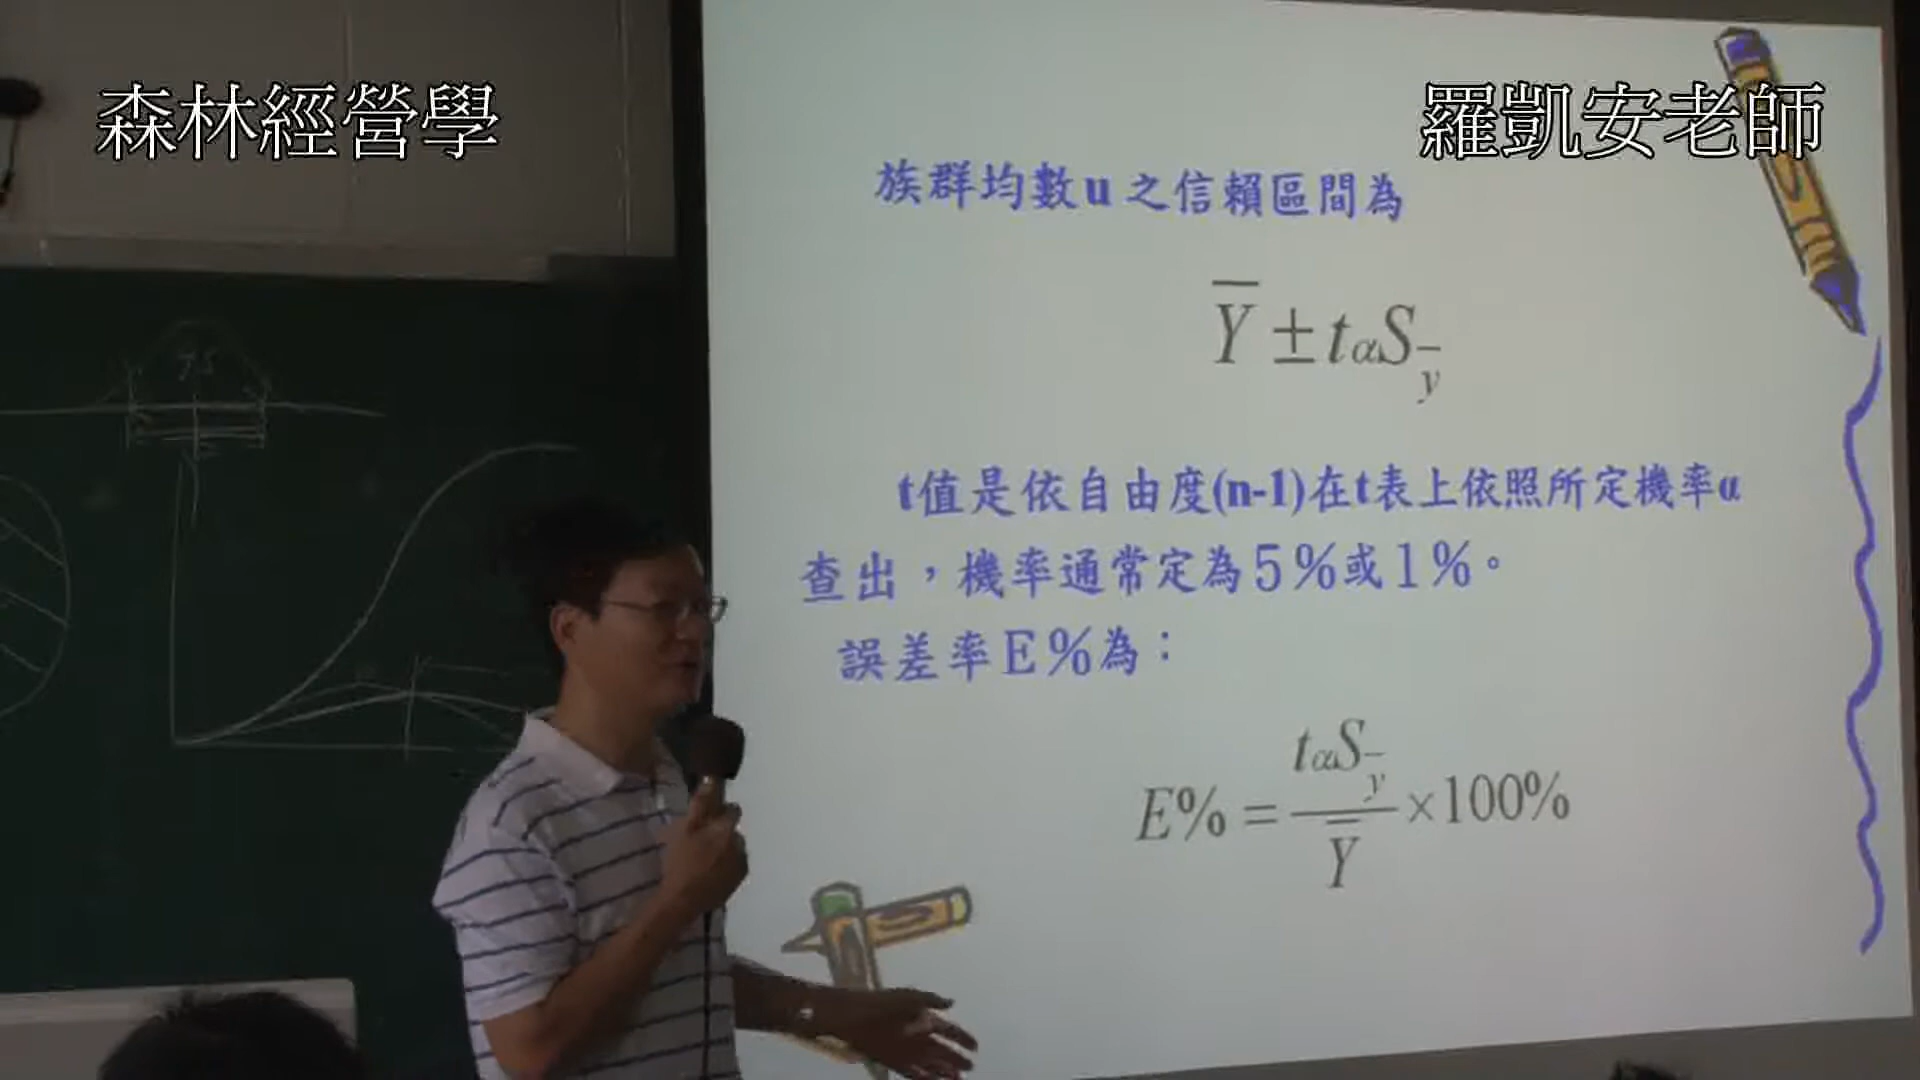 森林經營學
羅凱安老師
族群均數u之信賴區間為
Y̅ ± tαS_y̅
t值是依自由度(n-1)在t表上依照所定機率α
查出，機率通常定為5%或1%。
誤差率E%為：
E% = tαS_y̅ / Y̅ ×100%
75